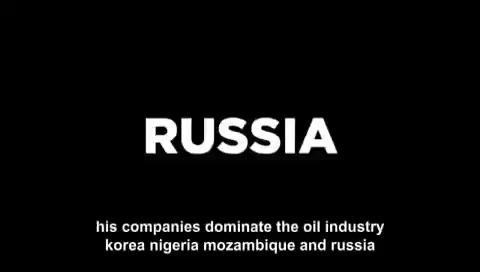 RUSSIA
his companies dominate the oil industry
korea nigeria mozambique and russia